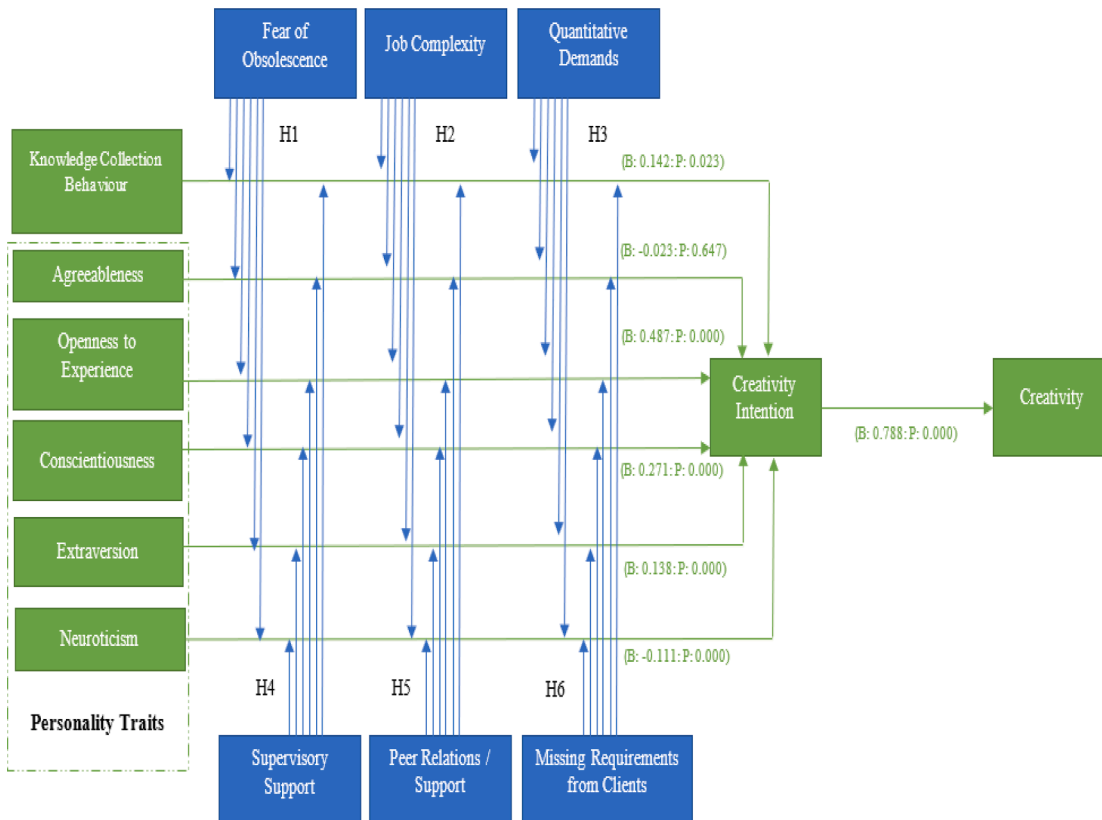 Fear of
Obsolescence
Job Complexity
Quantitative
Demands
H1
H2
H3
Knowledge Collection
Behaviour
(B: 0.142: P: 0.023)
Agreeableness
(B: -0.023: P: 0.647)
Openness to
Experience
(B: 0.487: P: 0.000)
Creativity
Intention
Creativity
(B: 0.788: P: 0.000)
Conscientiousness
(B: 0.271: P: 0.000)
Extraversion
(B: 0.138: P: 0.000)
Neuroticism
(B: -0.111: P: 0.000)
H4
H5
H6
Personality Traits
Supervisory
Support
Peer Relations /
Support
Missing Requirements
from Clients